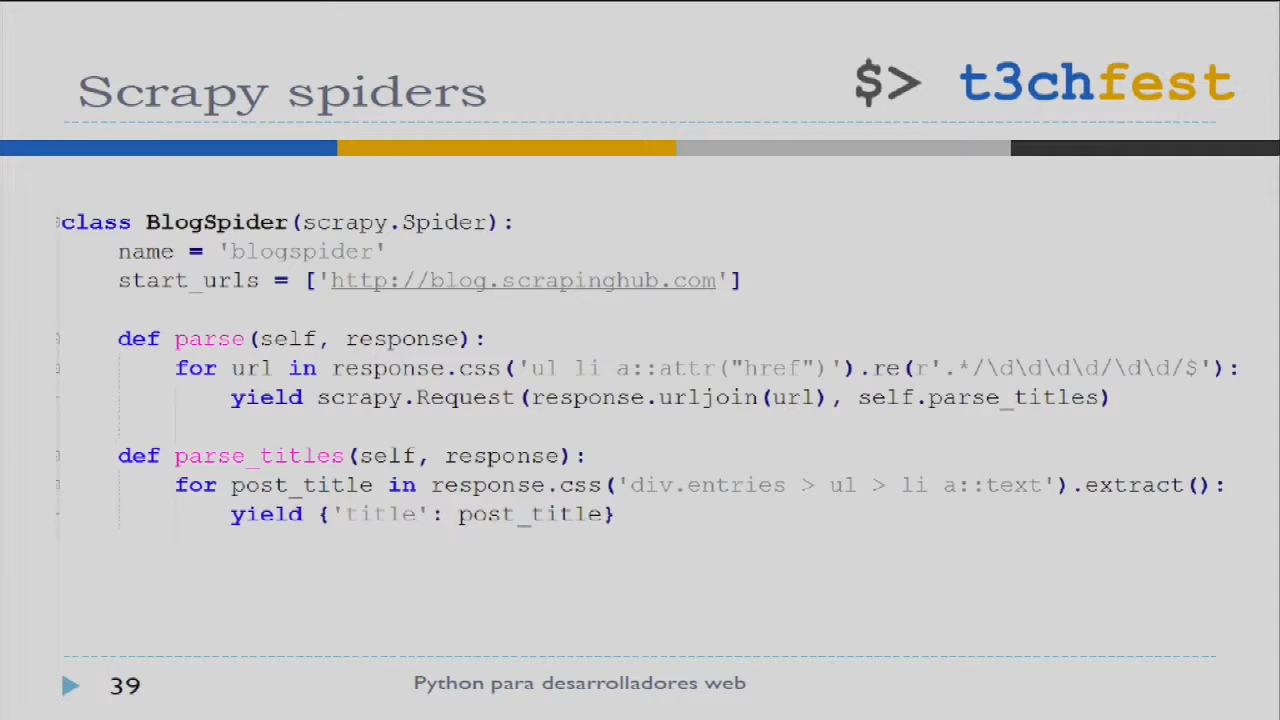 Scrapy spiders
$> t3chfest
class BlogSpider(scrapy.Spider):
name = 'blogspider'
start_urls = ['http://blog.scrapinghub.com']
def parse(self, response):
for url in response.css('ul li a::attr("href")').re(r'.*/\d\d\d\d/\d\d/$'):
yield scrapy.Request(response.urljoin(url), self.parse_titles)
def parse_titles(self, response):
for post_title in response.css('div.entries > ul > li a::text').extract():
yield {'title': post_title}
39
Python para desarrolladores web